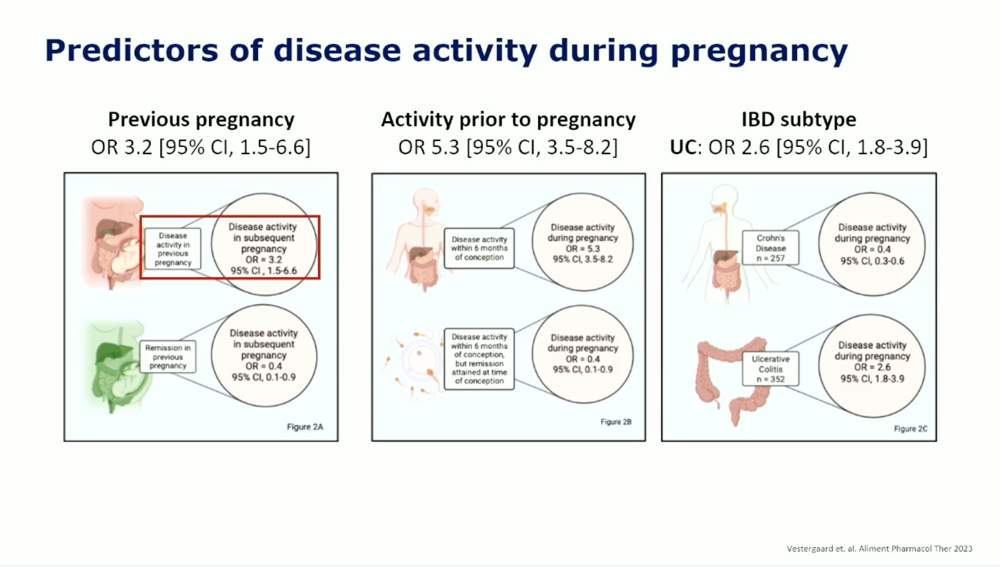 Predictors of disease activity during pregnancy
Previous pregnancy
OR 3.2 [95% CI, 1.5-6.6]
Disease
activity in
previous
pregnancy
Disease activity
in subsequent
pregnancy
OR = 3.2
95% CI , 1.5-6.6
Remission in
previous
pregnancy
Disease activity
in subsequent
pregnancy
OR = 0.4
95% CI, 0.1-0.9
Figure 2A
Activity prior to pregnancy
OR 5.3 [95% CI, 3.5-8.2]
Disease activity
within 6 months
of conception
Disease activity
during pregnancy
OR = 5.3
95% CI, 3.5-8.2
Disease activity
within 6 months
of conception,
but remission
attained at time
of conception
Disease activity
during pregnancy
OR = 0.4
95% CI, 0.1-0.9
Figure 2B
IBD subtype
UC: OR 2.6 [95% CI, 1.8-3.9]
Crohn's
Disease
n = 257
Disease activity
during pregnancy
OR = 0.4
95% CI, 0.3-0.6
Ulcerative
Colitis
n = 352
Disease activity
during pregnancy
OR = 2.6
95% CI, 1.8-3.9
Figure 2C
Vestergaard et. al. Aliment Pharmacol Ther 2023